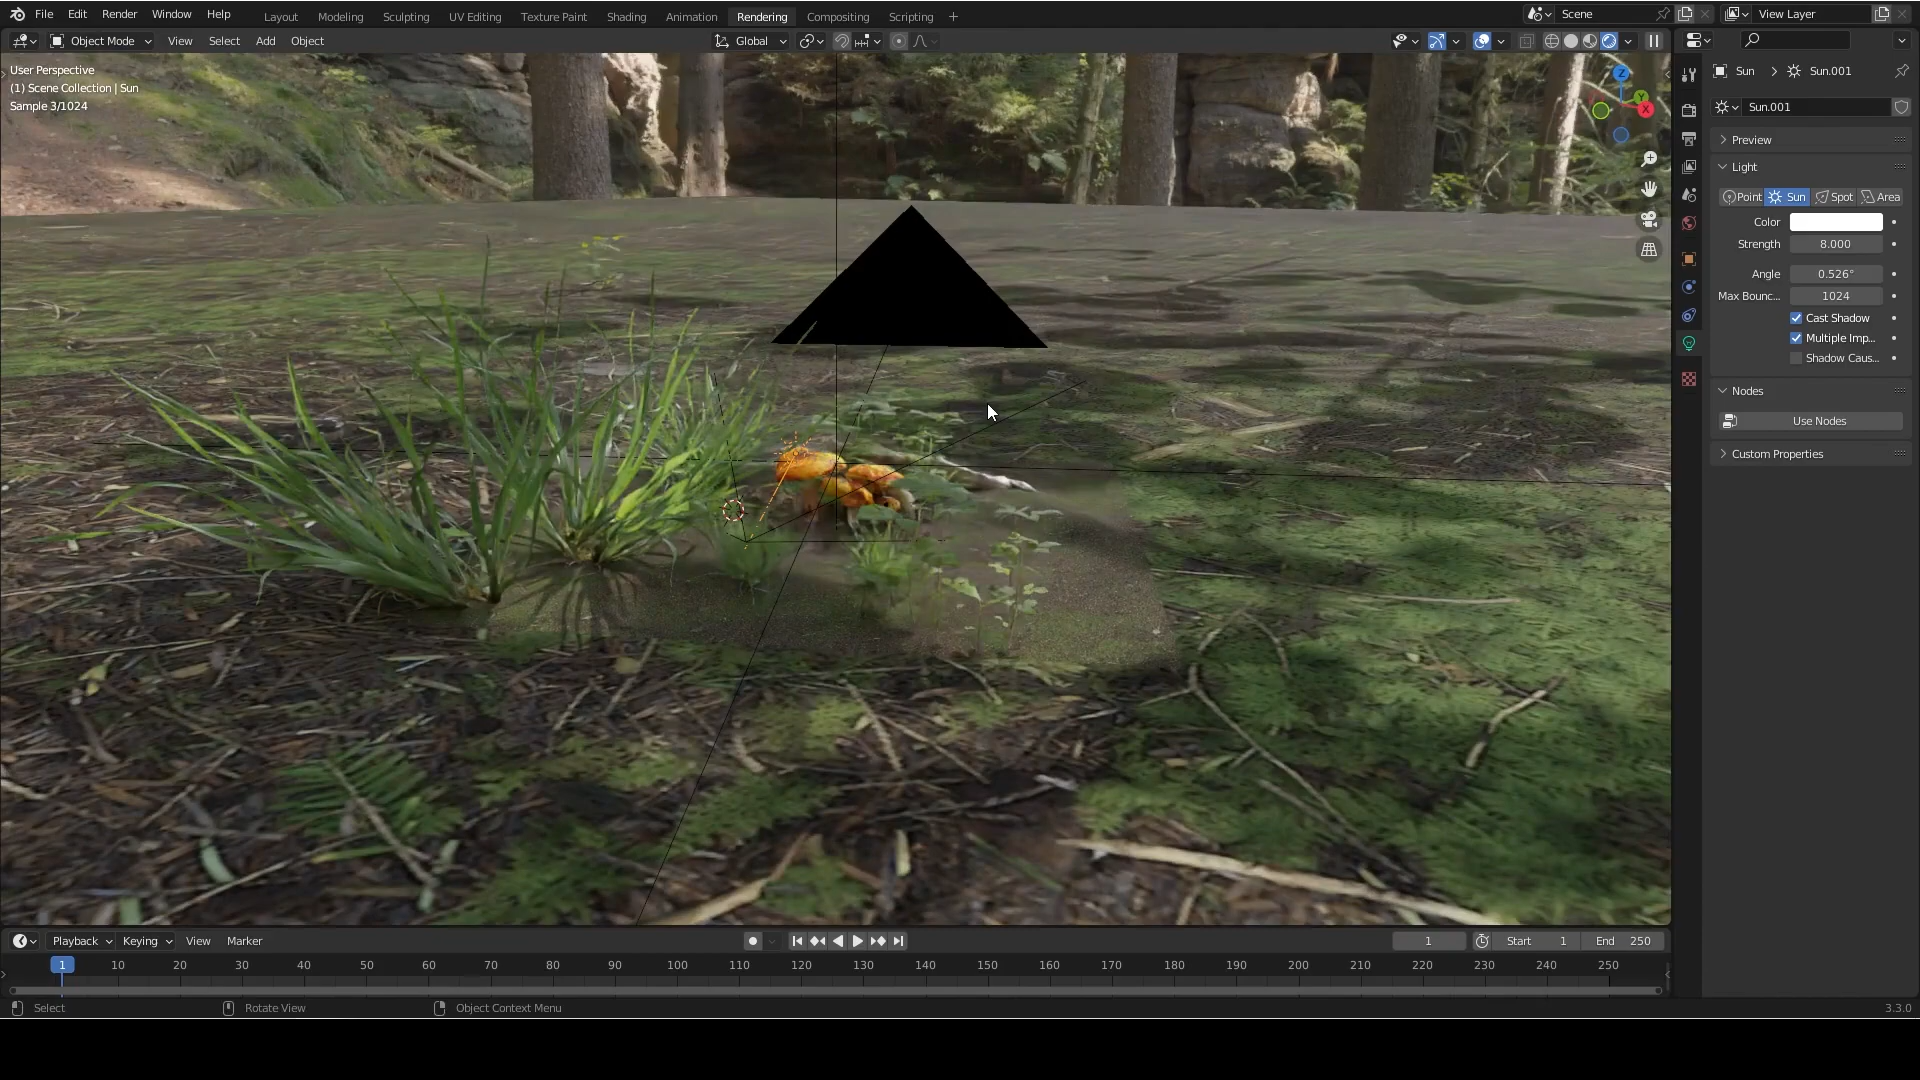 File Edit Render Window Help Layout Modeling Sculpting UV Editing Texture Paint Shading Animation Rendering Compositing Scripting + Scene View Layer
Object Mode View Select Add Object Global
User Perspective
(1) Scene Collection | Sun
Sample 3/1024
Z
Y
X
Sun > Sun.001
Sun.001
Preview
Light
Point Sun Spot Area
Color
Strength 8.000
Angle 0.526°
Max Bounc... 1024
Cast Shadow
Multiple Imp...
Shadow Caus...
Nodes
Use Nodes
Custom Properties
Playback Keying View Marker 1 Start 1 End 250
1 10 20 30 40 50 60 70 80 90 100 110 120 130 140 150 160 170 180 190 200 210 220 230 240 250
Select Rotate View Object Context Menu 3.3.0